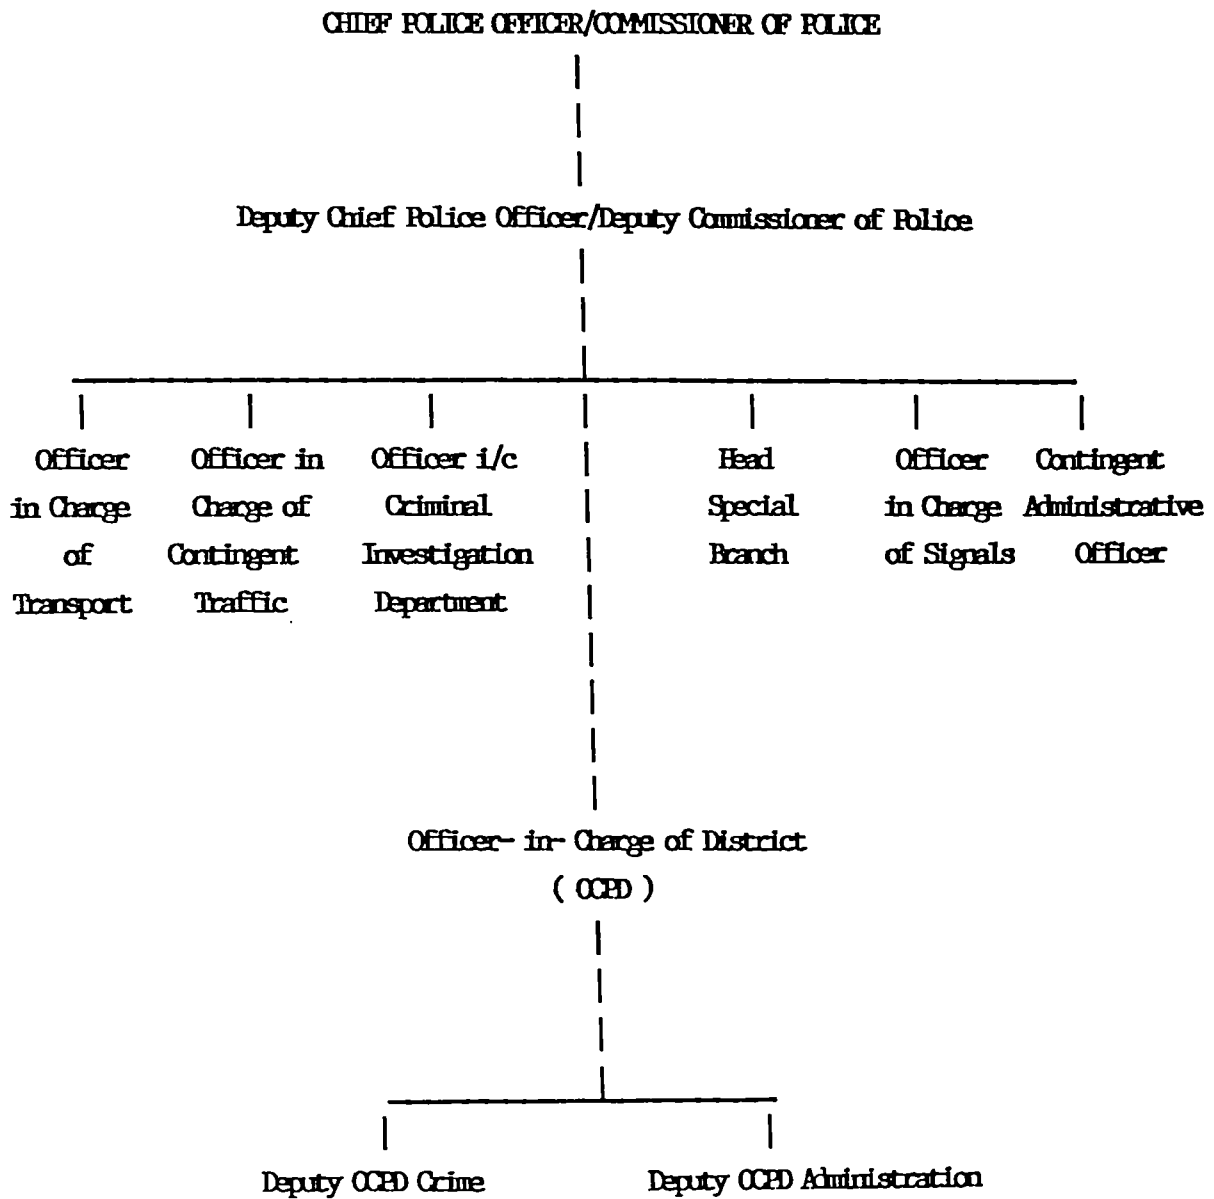 CHIEF POLICE OFFICER/COMMISSIONER OF POLICE
Deputy Chief Police Officer/Deputy Commissioner of Police
Officer
in Charge
of
Transport
Officer in
Charge of
Contingent
Traffic
Officer i/c
Criminal
Investigation
Department
Head
Special
Branch
Officer
in Charge
of Signals
Contingent
Administrative
Officer
Officer- in- Charge of District
( OCPD )
Deputy OCPD Crime
Deputy OCPD Administration